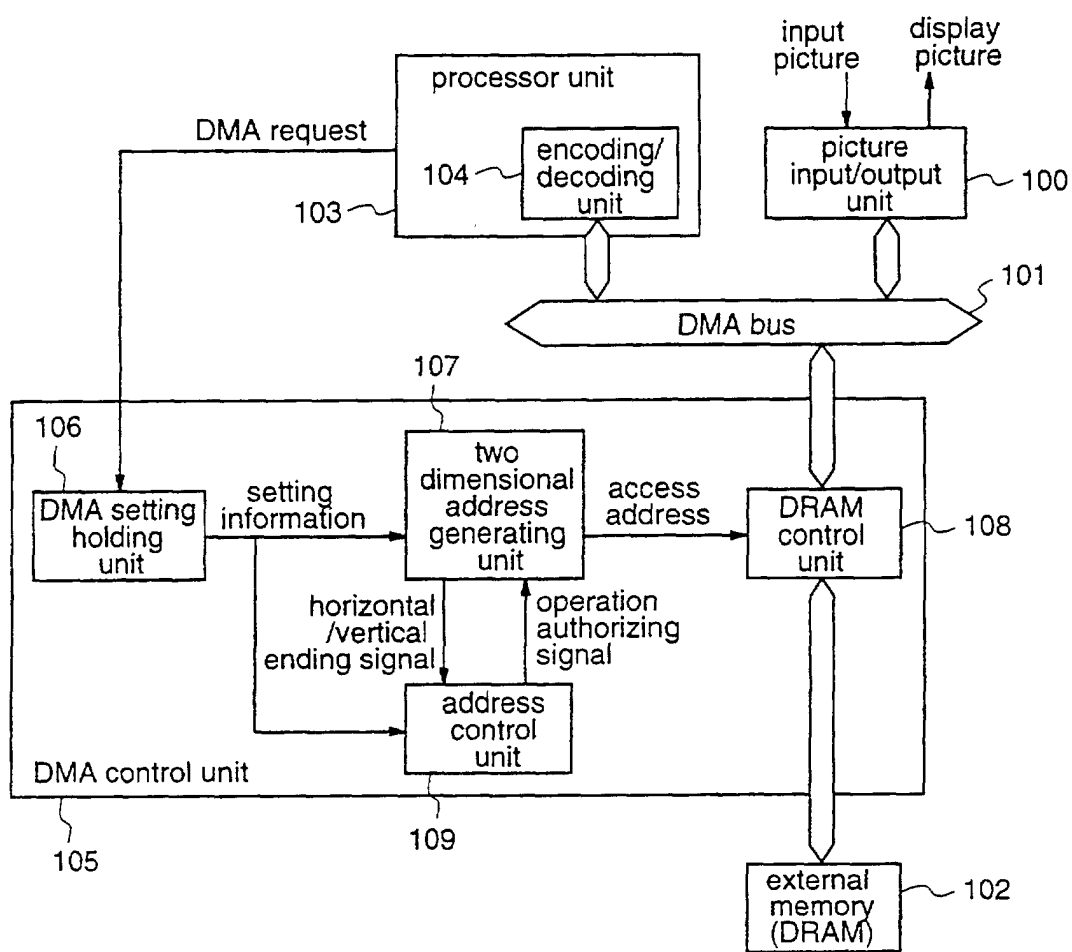 input
picture
display
picture
processor unit
DMA request
encoding/
decoding
unit
104
103
picture
input/output
unit
100
101
DMA bus
107
106
two
dimensional
address
generating
unit
DMA setting
holding
unit
setting
information
access
address
DRAM
control
unit
108
horizontal
/vertical
ending signal
operation
authorizing
signal
address
control
unit
DMA control unit
105
109
external
memory
(DRAM)
102